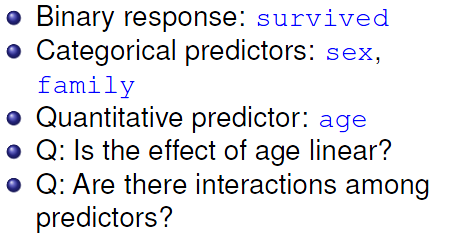 Binary response: survived
Categorical predictors: sex,
family
Quantitative predictor: age
Q: Is the effect of age linear?
Q: Are there interactions among
predictors?